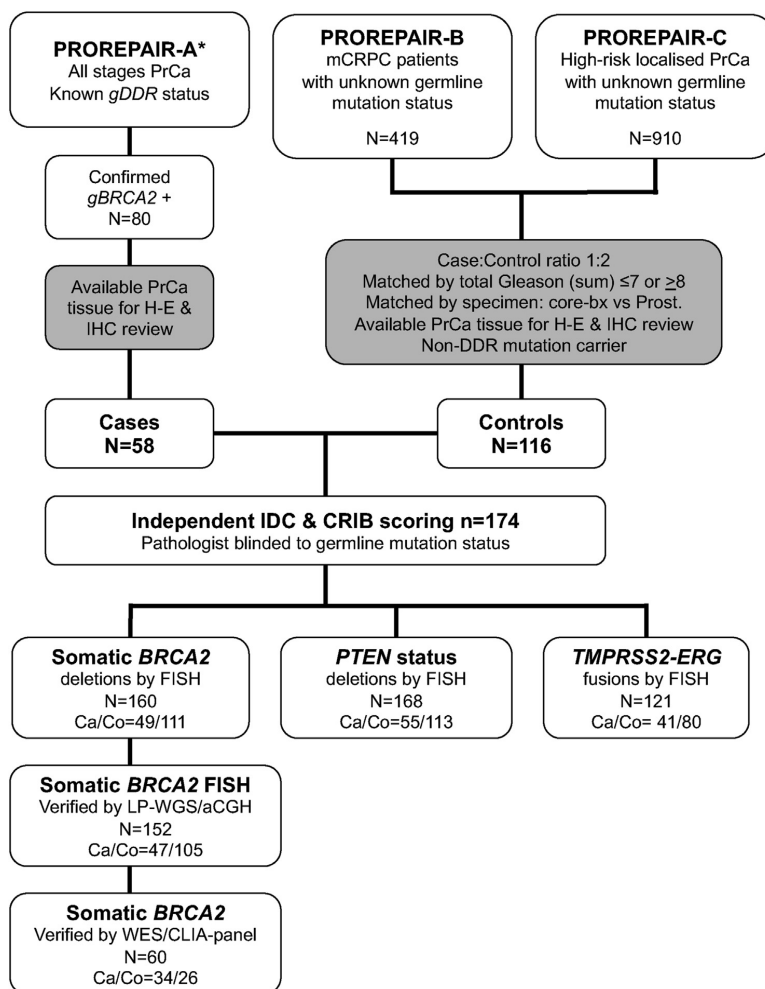 PROREPAIR-A*
All stages PrCa
Known gDDR status
PROREPAIR-B
mCRPC patients
with unknown germline
mutation status
N=419
PROREPAIR-C
High-risk localised PrCa
with unknown germline
mutation status
N=910
Confirmed
gBRCA2 +
N=80
Available PrCa
tissue for H-E &
IHC review
Case:Control ratio 1:2
Matched by total Gleason (sum) ≤7 or >8
Matched by specimen: core-bx vs Prost.
Available PrCa tissue for H-E & IHC review
Non-DDR mutation carrier
Cases
N=58
Controls
N=116
Independent IDC & CRIB scoring n=174
Pathologist blinded to germline mutation status
Somatic BRCA2
deletions by FISH
N=160
Ca/Co=49/111
PTEN status
deletions by FISH
N=168
Ca/Co=55/113
TMPRSS2-ERG
fusions by FISH
N=121
Ca/Co= 41/80
Somatic BRCA2 FISH
Verified by LP-WGS/aCGH
N=152
Ca/Co=47/105
Somatic BRCA2
Verified by WES/CLIA-panel
N=60
Ca/Co=34/26